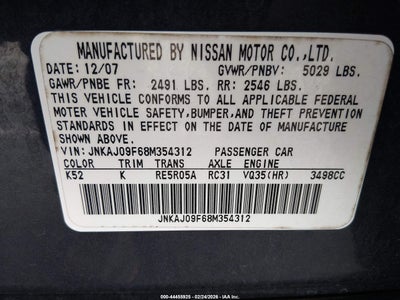 MANUFACTURED BY NISSAN MOTOR CO.,LTD.
DATE: 12/07 GVWR/PNBV: 5029 LBS.
GAWR/PNBE FR: 2491 LBS. RR: 2546 LBS.
THIS VEHICLE CONFORMS TO ALL APPLICABLE FEDERAL
MOTOR VEHICLE SAFETY,BUMPER,AND THEFT PREVENTION
STANDARDS IN EFFECT ON THE DATE OF MANUFACTURE
SHOWN ABOVE.
VIN: JNKAJ09F68M354312 PASSENGER CAR
COLOR TRIM TRANS AXLE ENGINE
K52 K RE5R05A RC31 VQ35(HR) 3498CC
JNKAJ09F68M354312
000-44458925 - 02/24/2026 - IAAI.COM